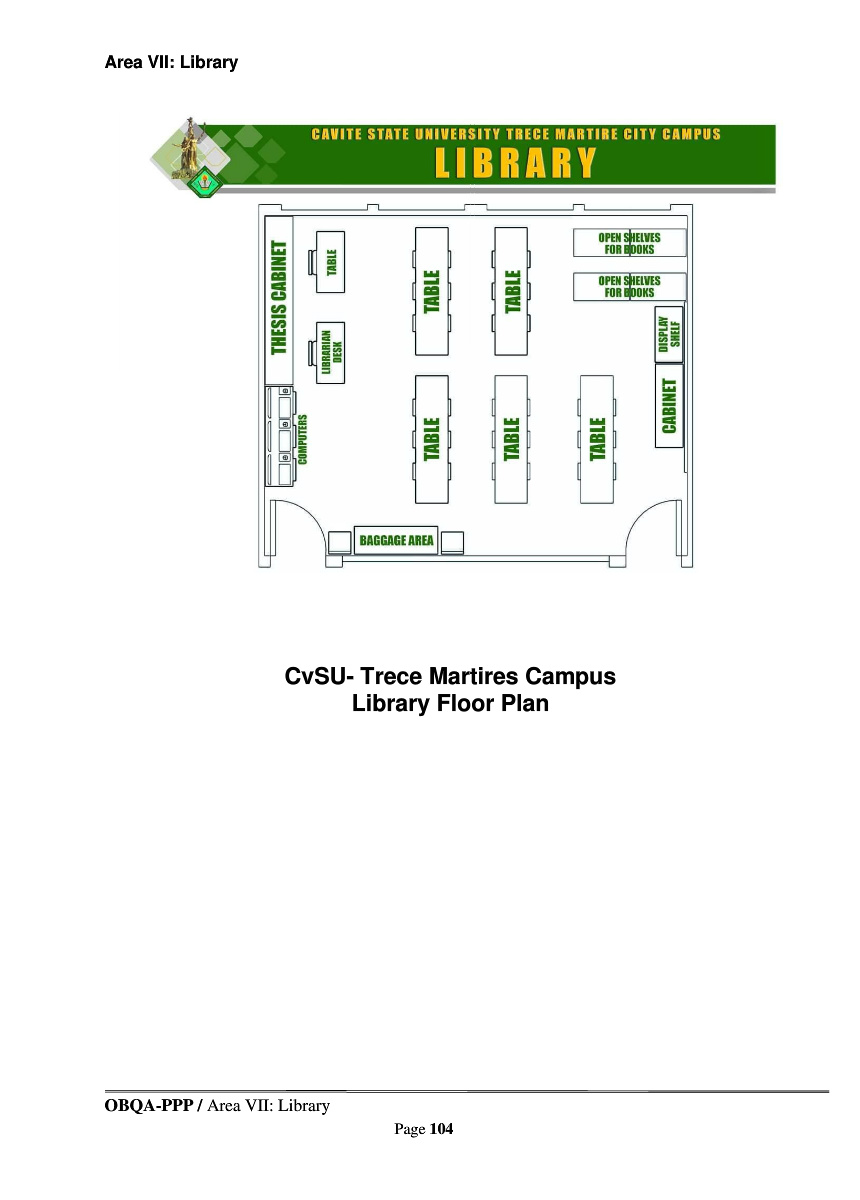 Area VII: Library
CAVITE STATE UNIVERSITY TRECE MARTIRE CITY CAMPUS
LIBRARY
THESIS CABINET
TABLE
LIBRARIAN
DESK
COMPUTERS
TABLE
TABLE
OPEN SHELVES
FOR BOOKS
OPEN SHELVES
FOR BOOKS
DISPLAY
SHELF
CABINET
TABLE
TABLE
TABLE
BAGGAGE AREA
CvSU- Trece Martires Campus
Library Floor Plan
OBQA-PPP / Area VII: Library
Page 104